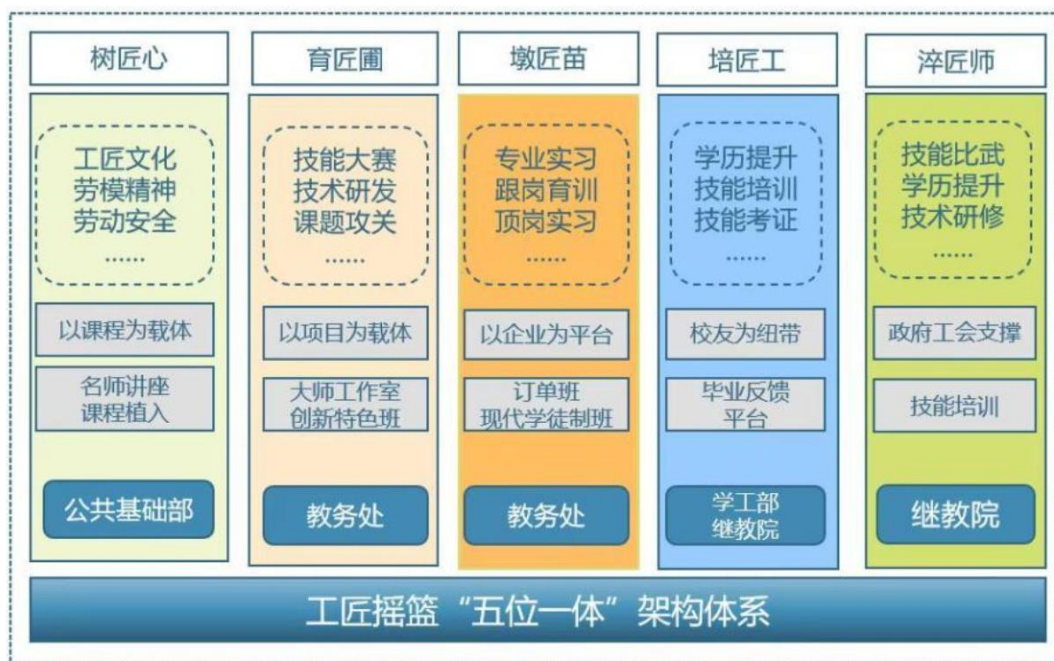 树匠心
工匠文化
劳模精神
劳动安全
……
以课程为载体
名师讲座
课程植入
公共基础部
育匠圃
技能大赛
技术研发
课题攻关
……
以项目为载体
大师工作室
创新特色班
教务处
墩匠苗
专业实习
跟岗育训
顶岗实习
……
以企业为平台
订单班
现代学徒制班
教务处
培匠工
学历提升
技能培训
技能考证
……
校友为纽带
毕业反馈
平台
学工部
继教院
淬匠师
技能比武
学历提升
技术研修
……
政府工会支撑
技能培训
继教院
工匠摇篮“五位一体”架构体系